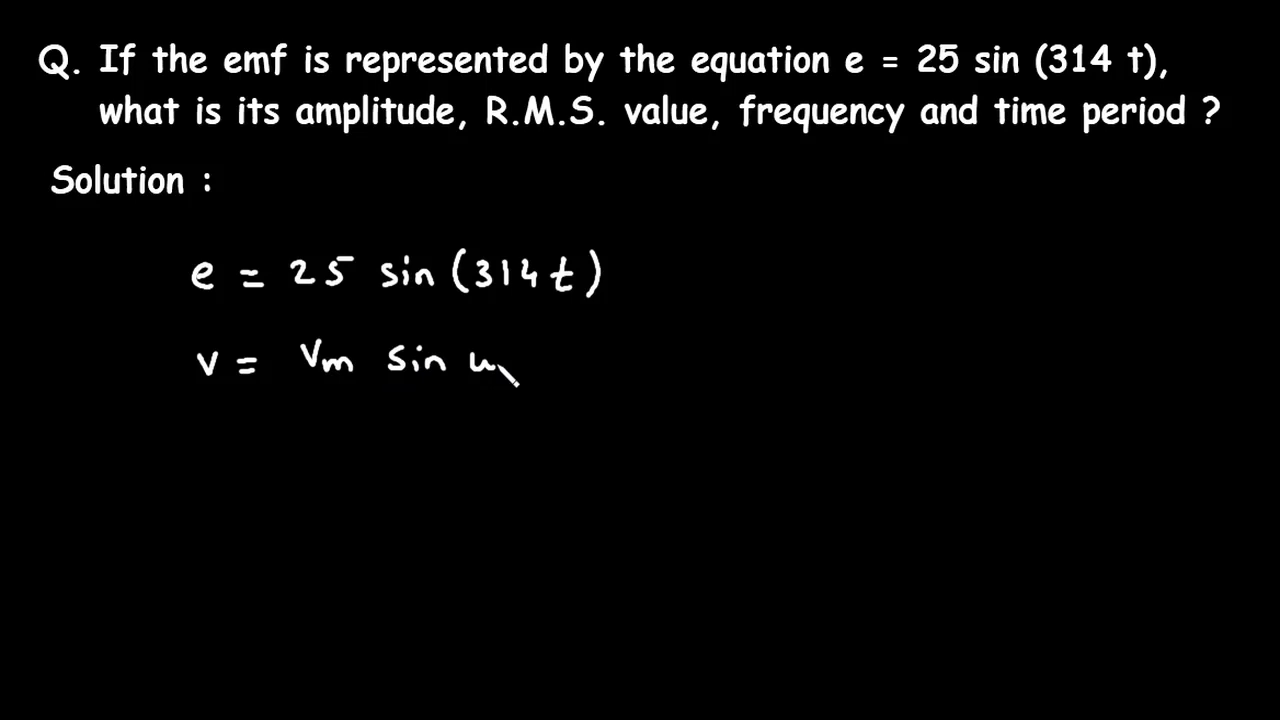 Q. If the emf is represented by the equation e = 25 sin (314 t),
what is its amplitude, R.M.S. value, frequency and time period ?
Solution :
e = 25 sin (314 t)
v = Vm sin ω